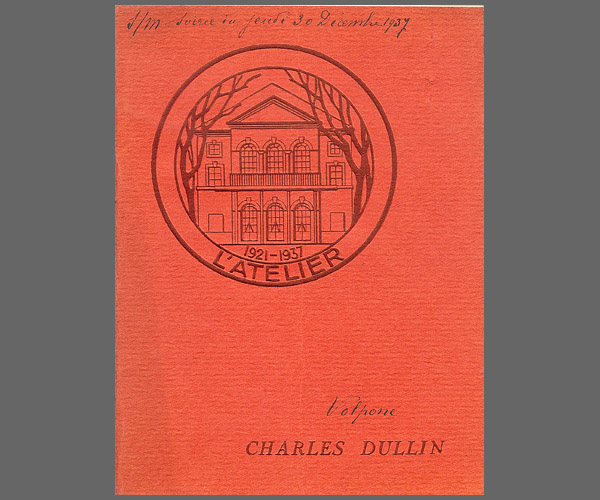 S/M Soirée du jeudi 30 Décembre 1937
1921-1937
L'ATELIER
Volpone
CHARLES DULLIN